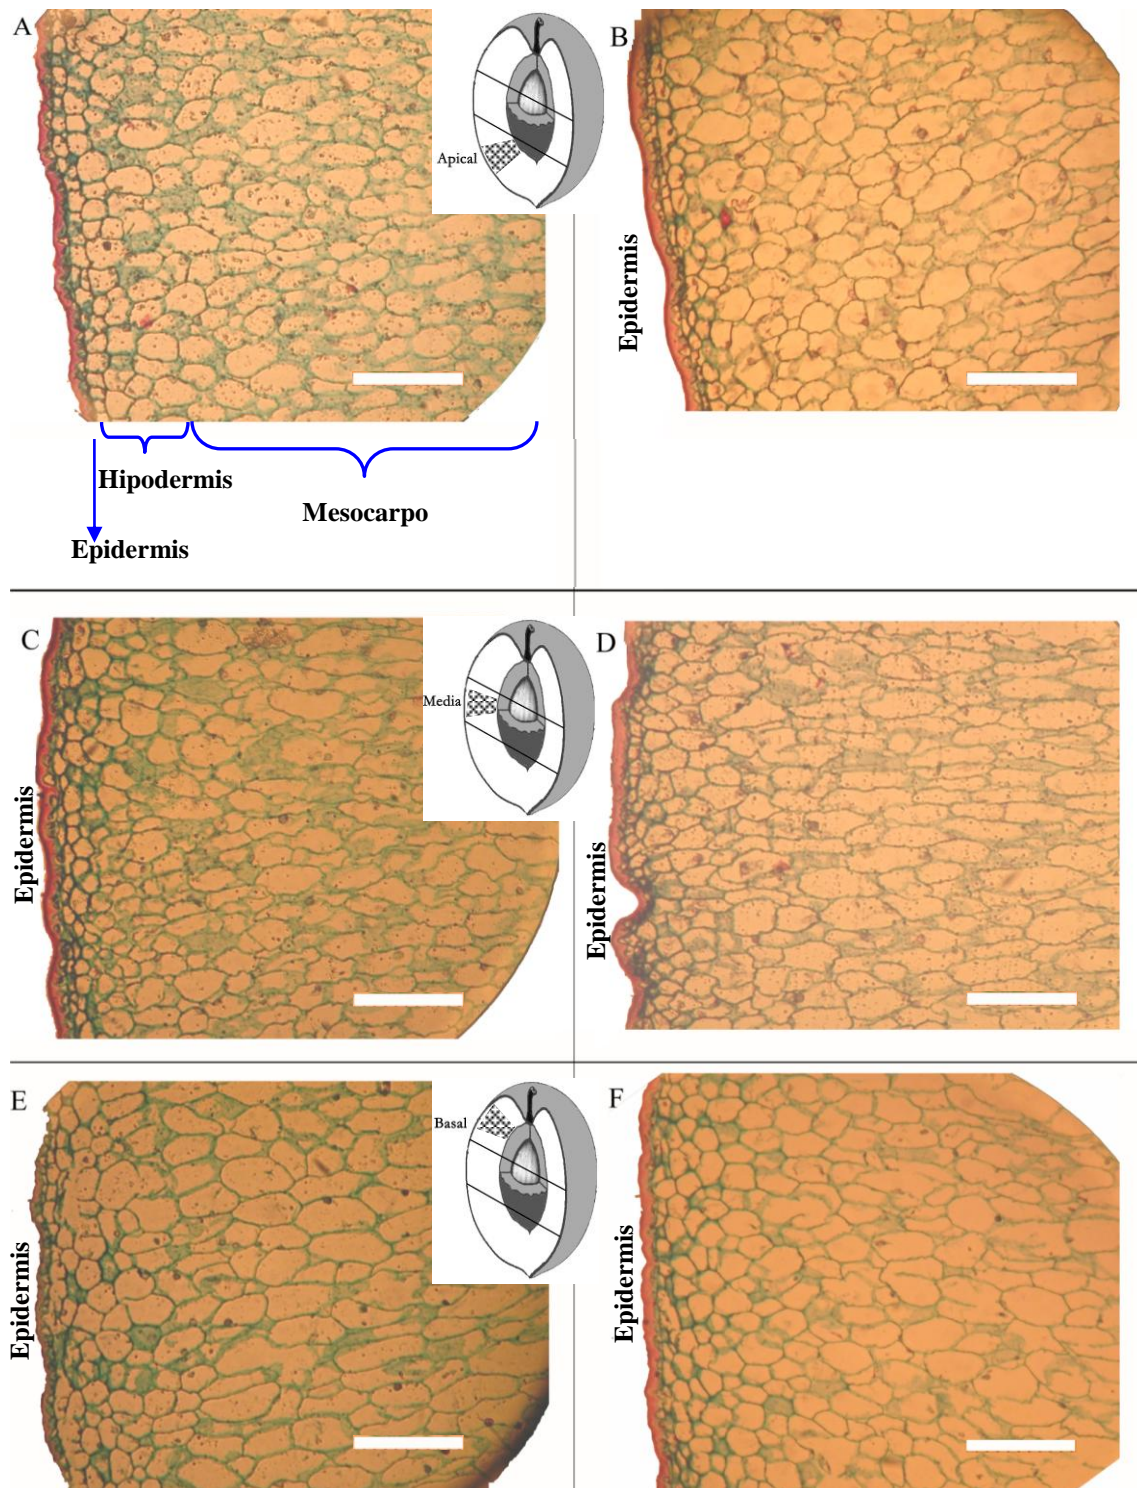 A
Apical
B
Epidermis
Hipodermis
Mesocarpo
Epidermis
C
Media
D
Epidermis
Epidermis
E
Basal
F
Epidermis
Epidermis